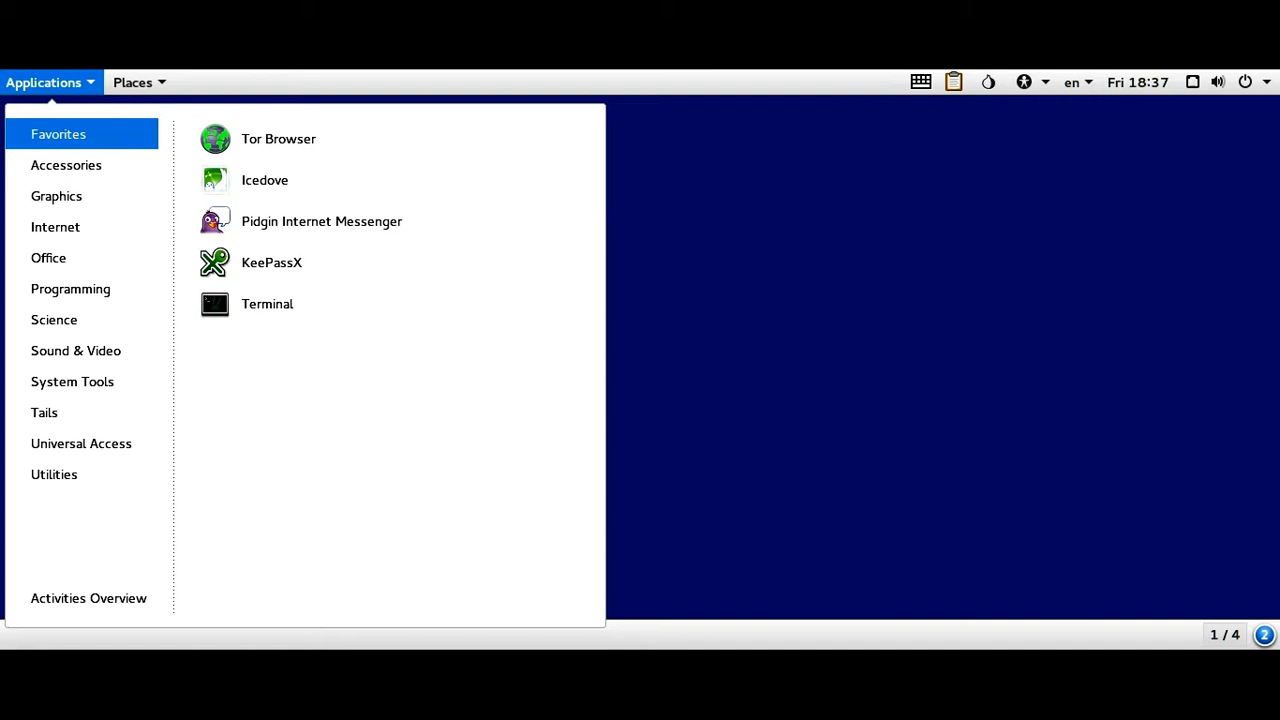 Applications Places en Fri 18:37
Favorites
Accessories
Graphics
Internet
Office
Programming
Science
Sound & Video
System Tools
Tails
Universal Access
Utilities
Activities Overview
Tor Browser
Icedove
Pidgin Internet Messenger
KeePassX
Terminal
1 / 4 2